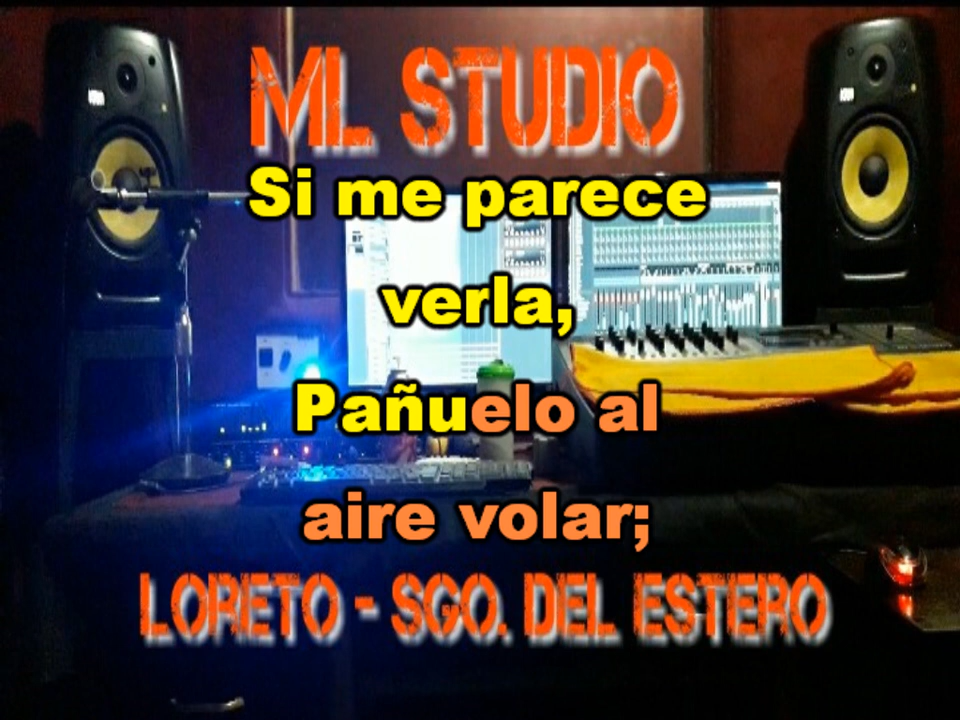 ML STUDIO
Si me parece
verla,
Pañuelo al
aire volar;
LORETO - SGO. DEL ESTERO